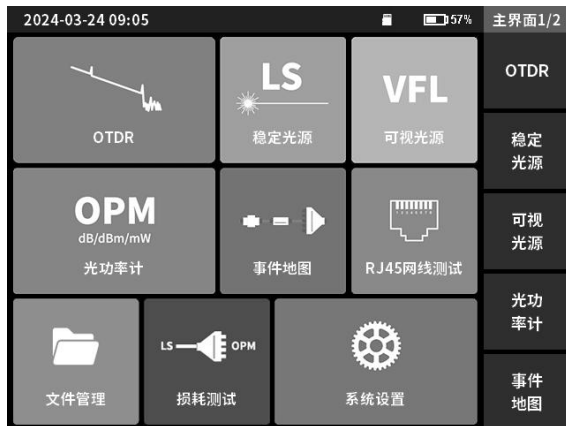 2024-03-24 09:05
57%
主界面1/2
OTDR
LS
稳定光源
VFL
可视光源
OPM
dB/dBm/mW
光功率计
事件地图
RJ45网线测试
文件管理
LS
OPM
损耗测试
系统设置
OTDR
稳定
光源
可视
光源
光功
率计
事件
地图